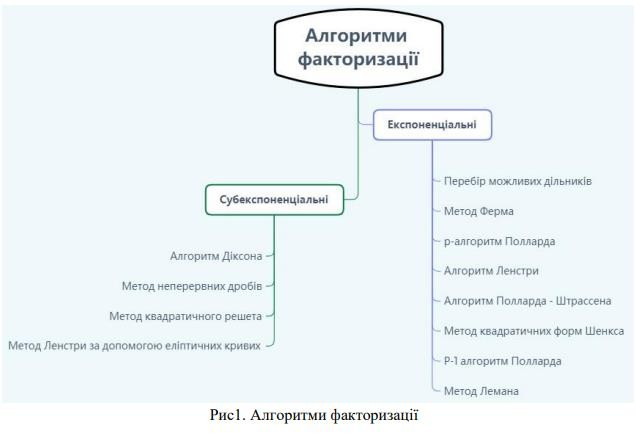 Алгоритми
факторизації
Експоненціальні
Перебір можливих дільників
Метод Ферма
p-алгоритм Полларда
Алгоритм Ленстри
Алгоритм Полларда - Штрассена
Метод квадратичних форм Шенкса
P-1 алгоритм Полларда
Метод Лемана
Субекспоненціальні
Алгоритм Діксона
Метод неперервних дробів
Метод квадратичного решета
Метод Ленстри за допомогою еліптичних кривих
Рис1. Алгоритми факторизації